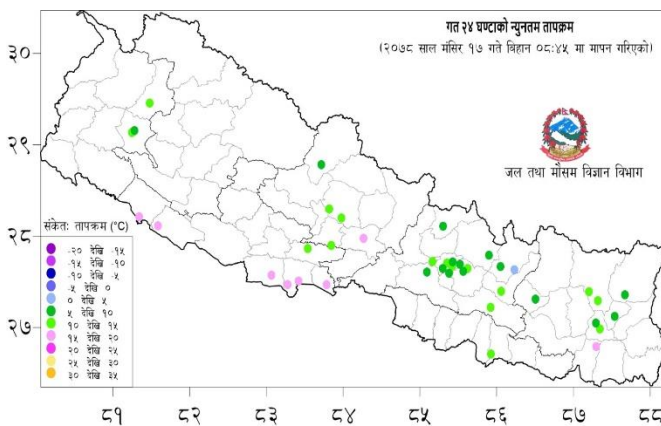 गत २४ घण्टाको न्युनतम तापक्रम
(२०७८ साल मंसिर १७ गते बिहान ०८:४५ मा मापन गरिएको)
जल तथा मौसम विज्ञान विभाग
३०
२९
२८
२७
संकेत: तापक्रम (°C)
-२० देखि -१५
-१५ देखि -१०
-१० देखि -५
-५ देखि ०
० देखि ५
५ देखि १०
१० देखि १५
१५ देखि २०
२० देखि २५
२५ देखि ३०
३० देखि ३५
८१
८२
८३
८४
८५
८६
८७
८८